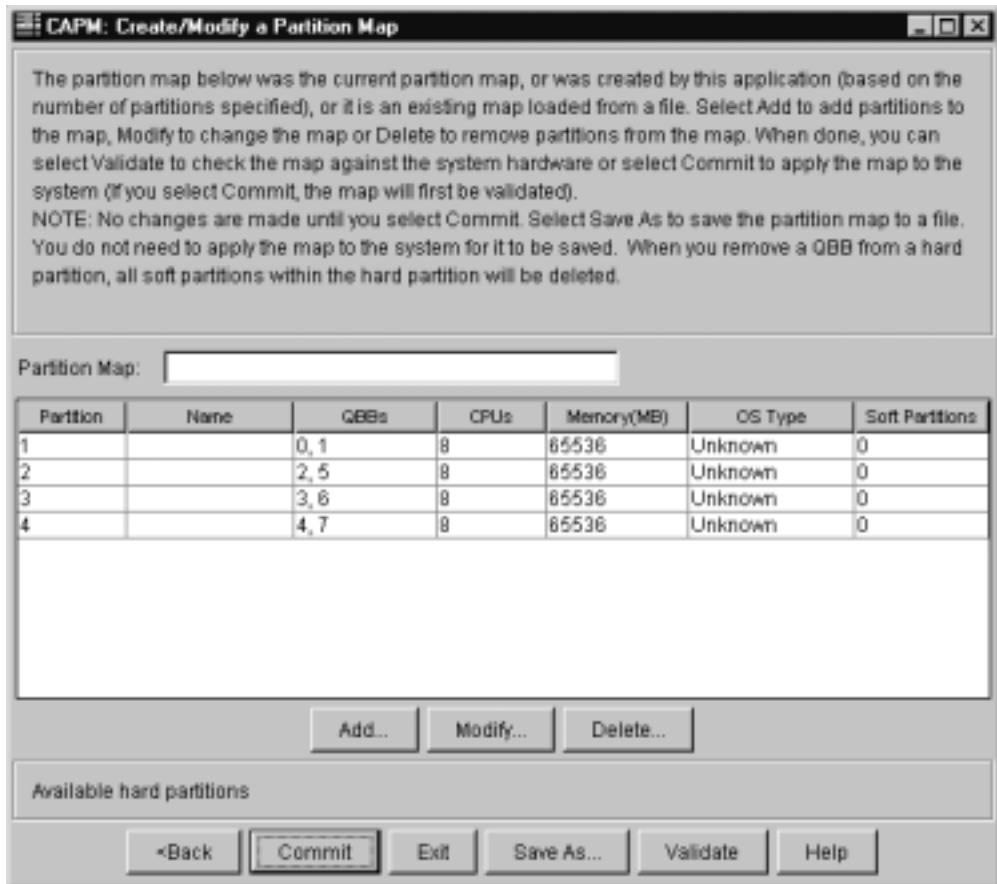 CAPM: Create/Modify a Partition Map
The partition map below was the current partition map, or was created by this application (based on the
number of partitions specified), or it is an existing map loaded from a file. Select Add to add partitions to
the map, Modify to change the map or Delete to remove partitions from the map. When done, you can
select Validate to check the map against the system hardware or select Commit to apply the map to the
system (If you select Commit, the map will first be validated).
NOTE: No changes are made until you select Commit. Select Save As to save the partition map to a file.
You do not need to apply the map to the system for it to be saved. When you remove a QBB from a hard
partition, all soft partitions within the hard partition will be deleted.
Partition Map:
Partition Name QBBs CPUs Memory(MB) OS Type Soft Partitions
1 0, 1 8 65536 Unknown 0
2 2, 5 8 65536 Unknown 0
3 3, 6 8 65536 Unknown 0
4 4, 7 8 65536 Unknown 0
Add... Modify... Delete...
Available hard partitions
<Back Commit Exit Save As... Validate Help